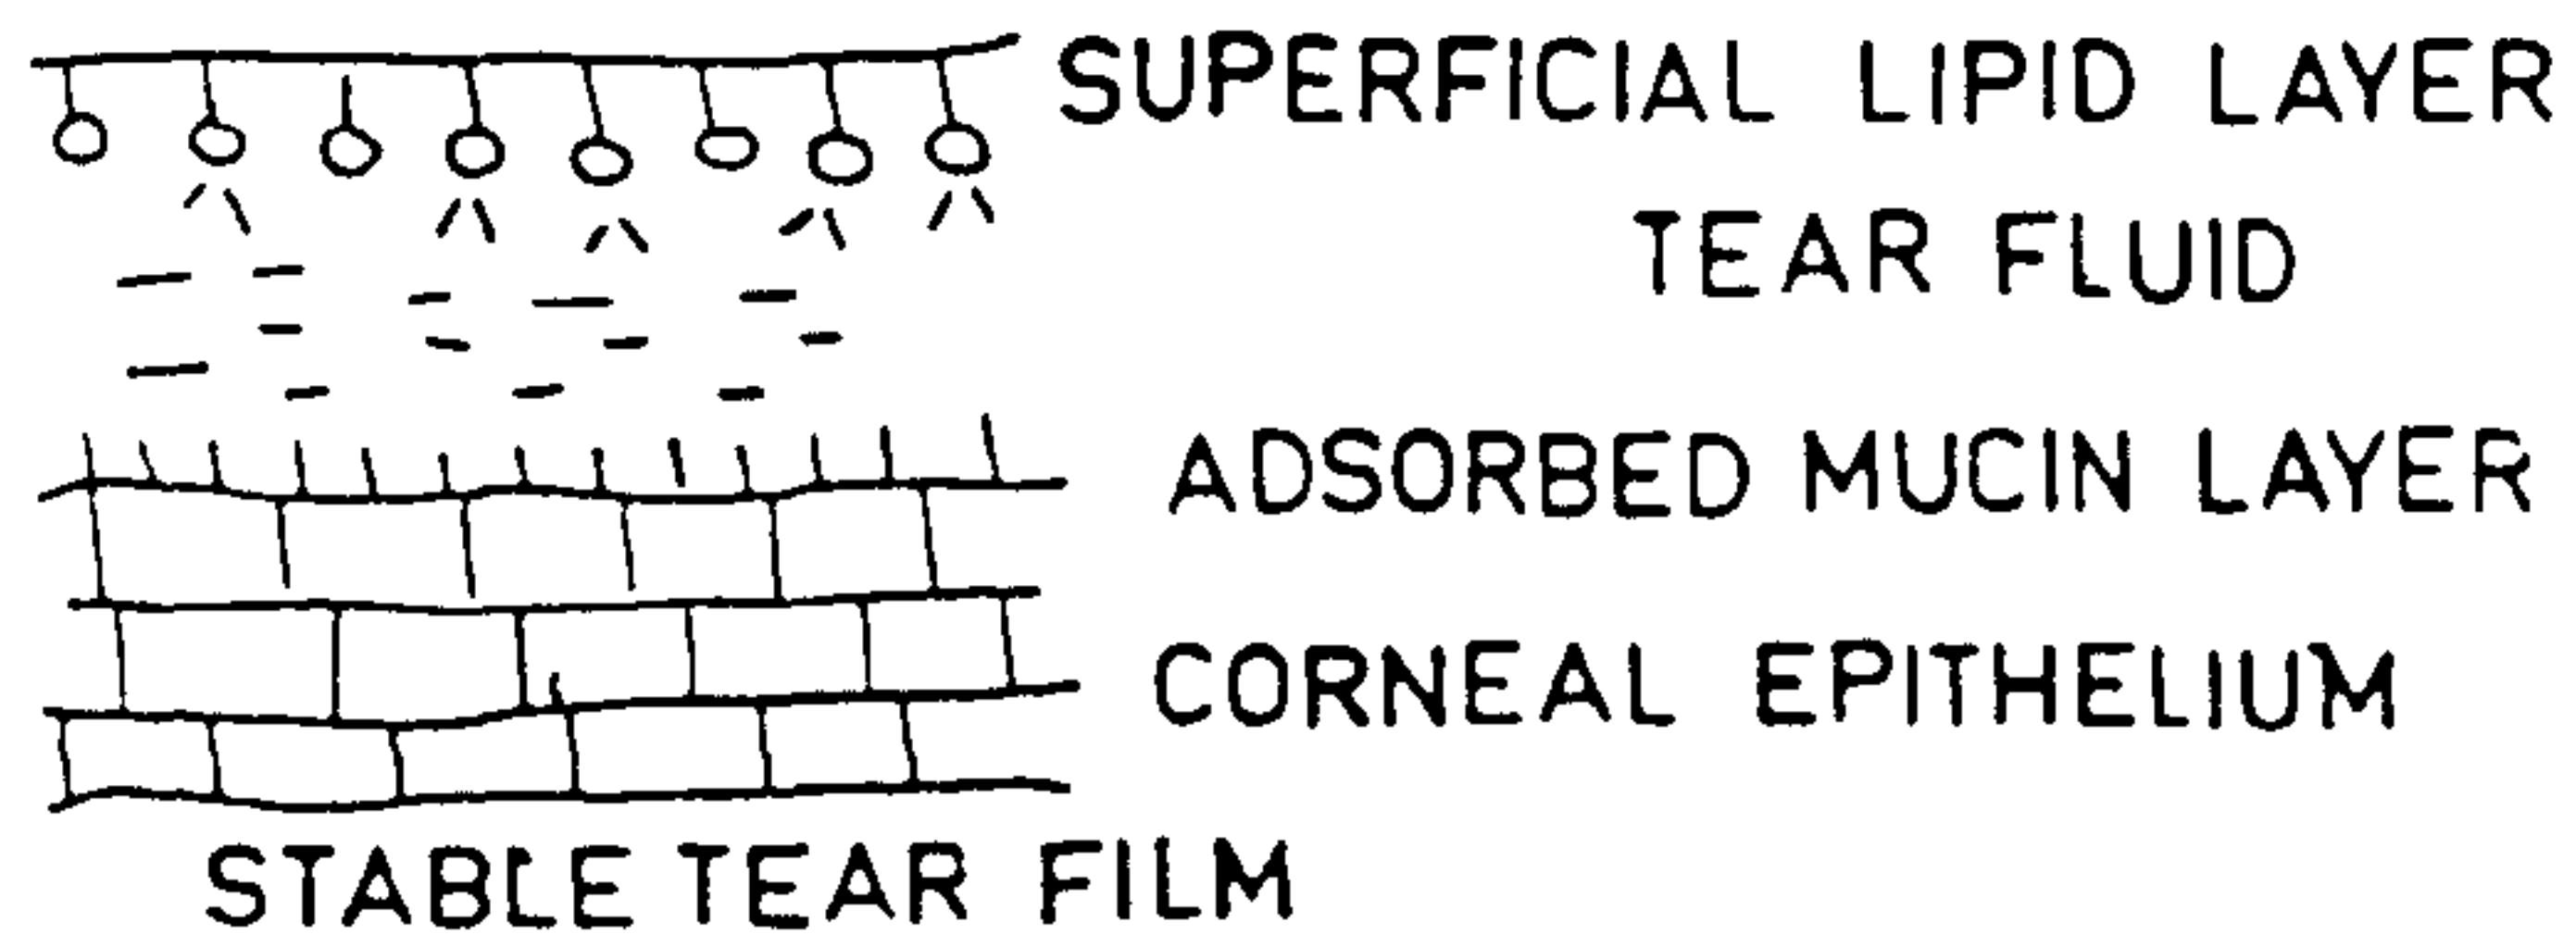 SUPERFICIAL LIPID LAYER
TEAR FLUID
ADSORBED MUCIN LAYER
CORNEAL EPITHELIUM
STABLE TEAR FILM